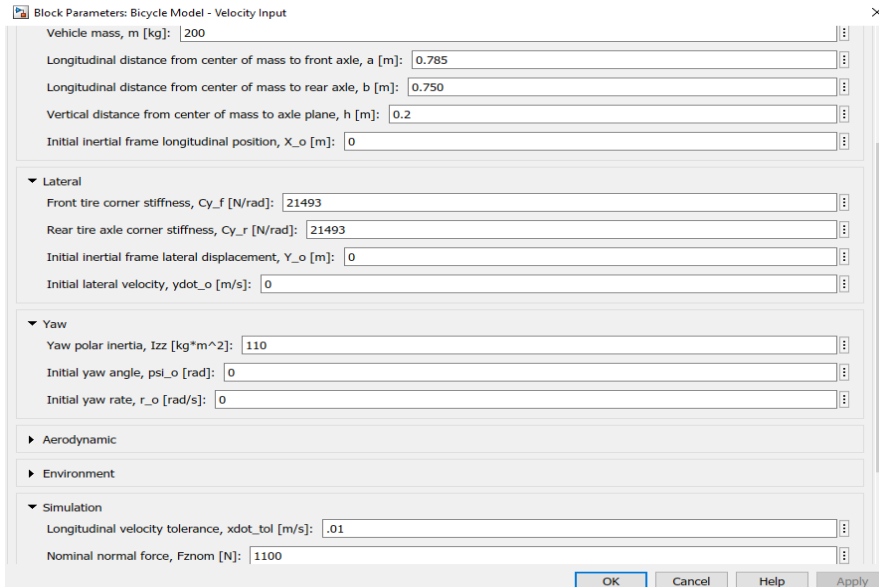 Block Parameters: Bicycle Model - Velocity Input
Vehicle mass, m [kg]: 200
Longitudinal distance from center of mass to front axle, a [m]: 0.785
Longitudinal distance from center of mass to rear axle, b [m]: 0.750
Vertical distance from center of mass to axle plane, h [m]: 0.2
Initial inertial frame longitudinal position, X_o [m]: 0
Lateral
Front tire corner stiffness, Cy_f [N/rad]: 21493
Rear tire axle corner stiffness, Cy_r [N/rad]: 21493
Initial inertial frame lateral displacement, Y_o [m]: 0
Initial lateral velocity, ydot_o [m/s]: 0
Yaw
Yaw polar inertia, Izz [kg*m^2]: 110
Initial yaw angle, psi_o [rad]: 0
Initial yaw rate, r_o [rad/s]: 0
Aerodynamic
Environment
Simulation
Longitudinal velocity tolerance, xdot_tol [m/s]: .01
Nominal normal force, Fznom [N]: 1100
OK Cancel Help Apply